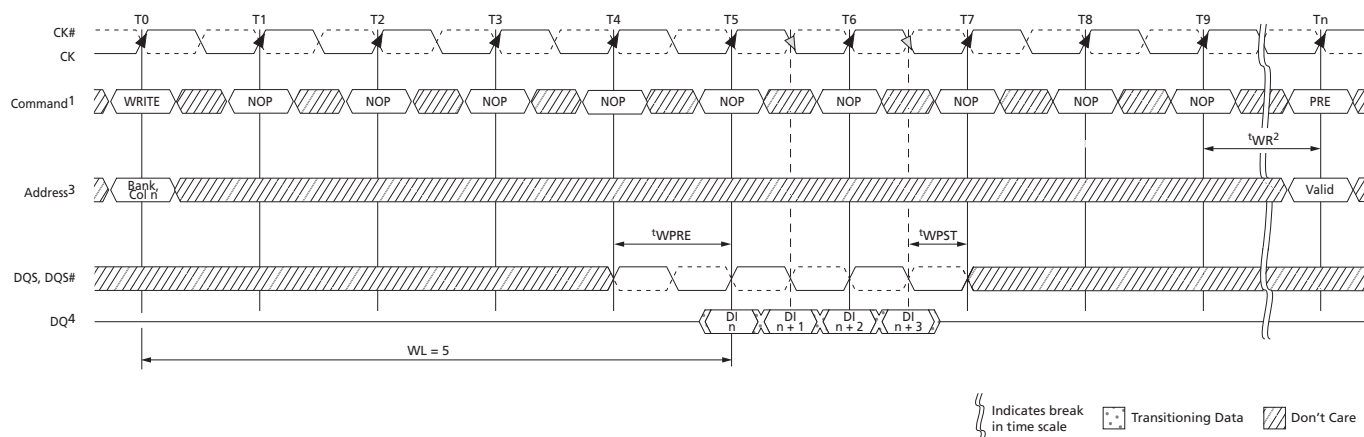 T0 T1 T2 T3 T4 T5 T6 T7 T8 T9 Tn
CK#
CK
Command1 WRITE NOP NOP NOP NOP NOP NOP NOP NOP NOP PRE
tWR2
Address3 Bank, Col n Valid
tWPRE tWPST
DQS, DQS#
DQ4 DI n DI n + 1 DI n + 2 DI n + 3
WL = 5
Indicates break in time scale
Transitioning Data
Don't Care